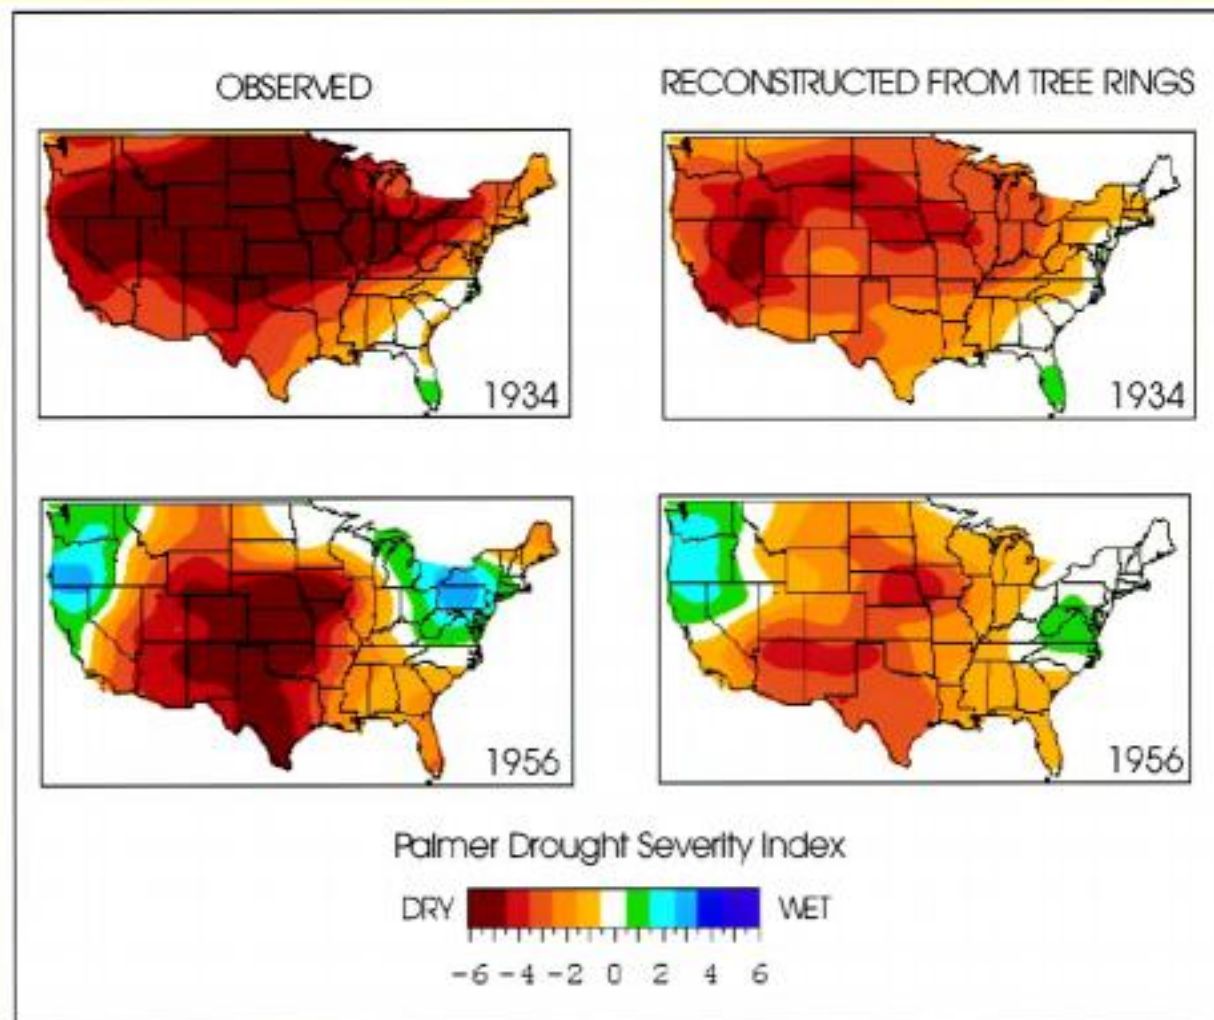 OBSERVED
RECONSTRUCTED FROM TREE RINGS
1934
1934
1956
1956
Palmer Drought Severity Index
DRY
WET
-6 -4 -2 0 2 4 6